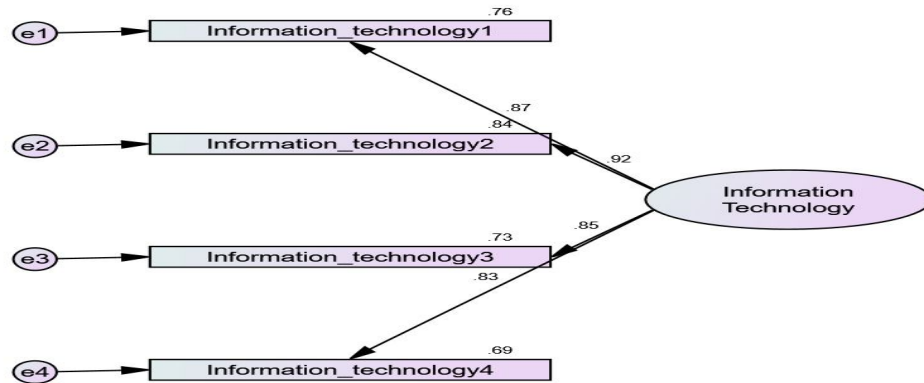 .76
e1
Information_technology1
.87
.84
e2
Information_technology2
.92
Information
Technology
.85
.73
e3
Information_technology3
.83
.69
e4
Information_technology4